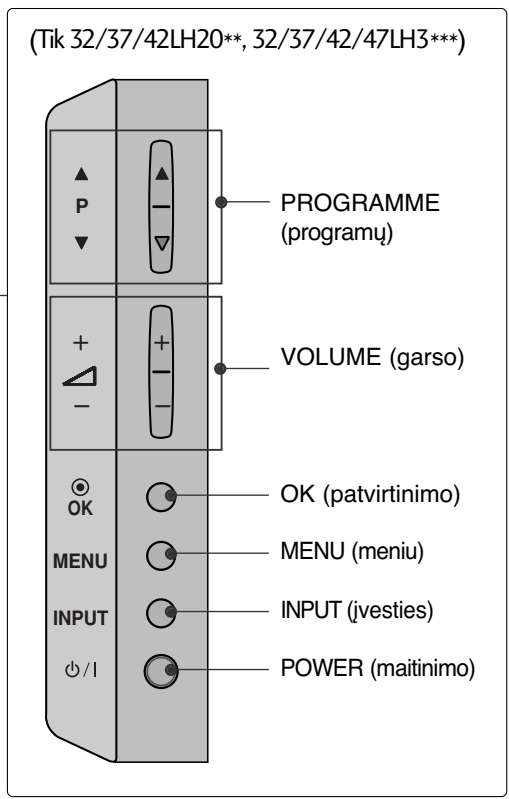 (Tik 32/37/42LH20**, 32/37/42/47LH3***)
▲
P
▼
PROGRAMME
(programų)
+
−
+
−
VOLUME (garso)
OK
OK (patvirtinimo)
MENU
MENU (meniu)
INPUT
INPUT (įvesties)
⏻/I
POWER (maitinimo)